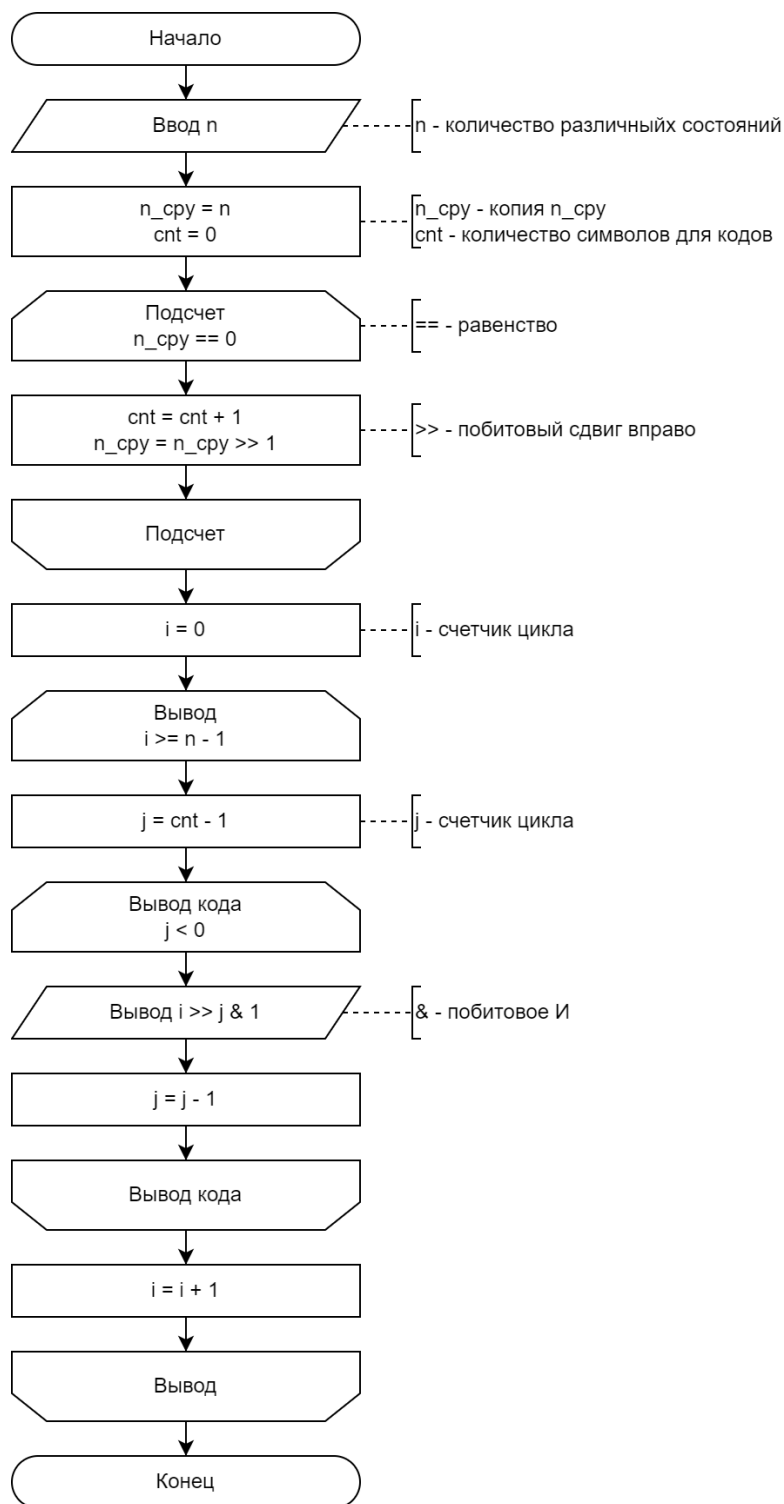 Начало
Ввод n
n - количество различныйх состояний
n_cpy = n
cnt = 0
n_cpy - копия n_cpy
cnt - количество символов для кодов
Подсчет
n_cpy == 0
== - равенство
cnt = cnt + 1
n_cpy = n_cpy >> 1
>> - побитовый сдвиг вправо
Подсчет
i = 0
i - счетчик цикла
Вывод
i >= n - 1
j = cnt - 1
j - счетчик цикла
Вывод кода
j < 0
Вывод i >> j & 1
& - побитовое И
j = j - 1
Вывод кода
i = i + 1
Вывод
Конец